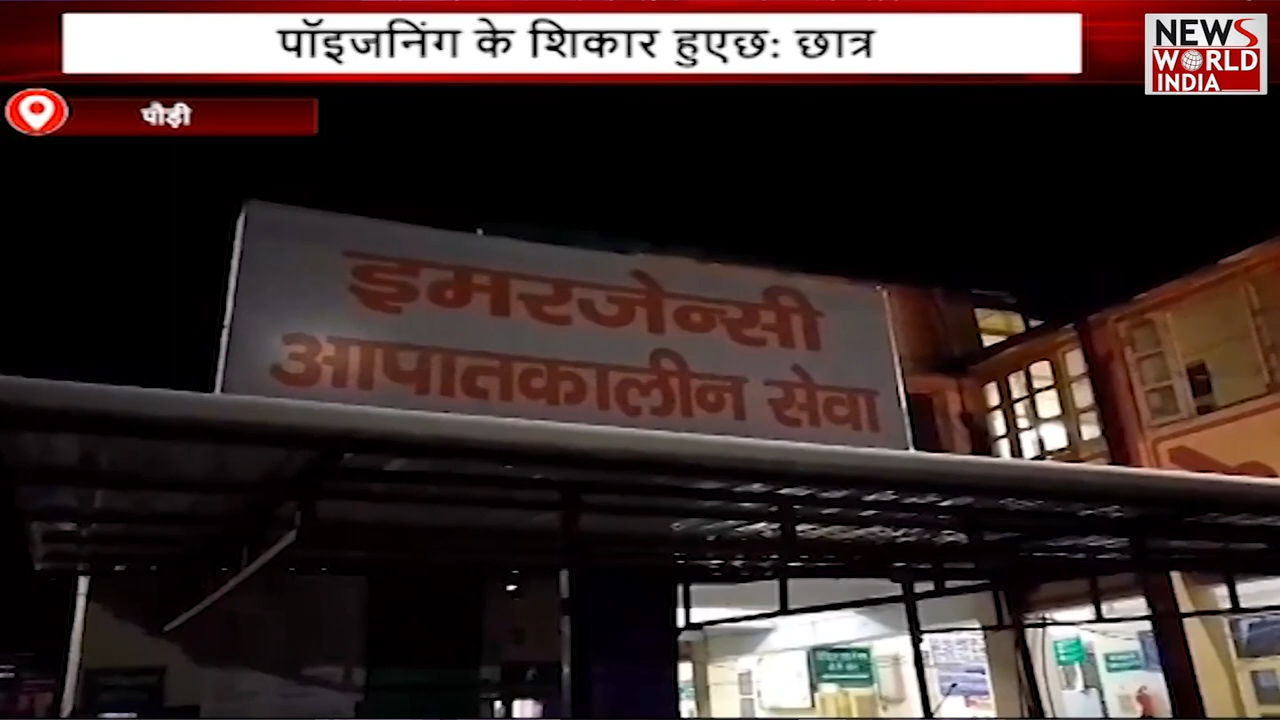 पॉइजनिंग के शिकार हुएछ: छात्र
NEWS
WORLD
INDIA
पौड़ी
इमरजेन्सी
आपातकालीन सेवा